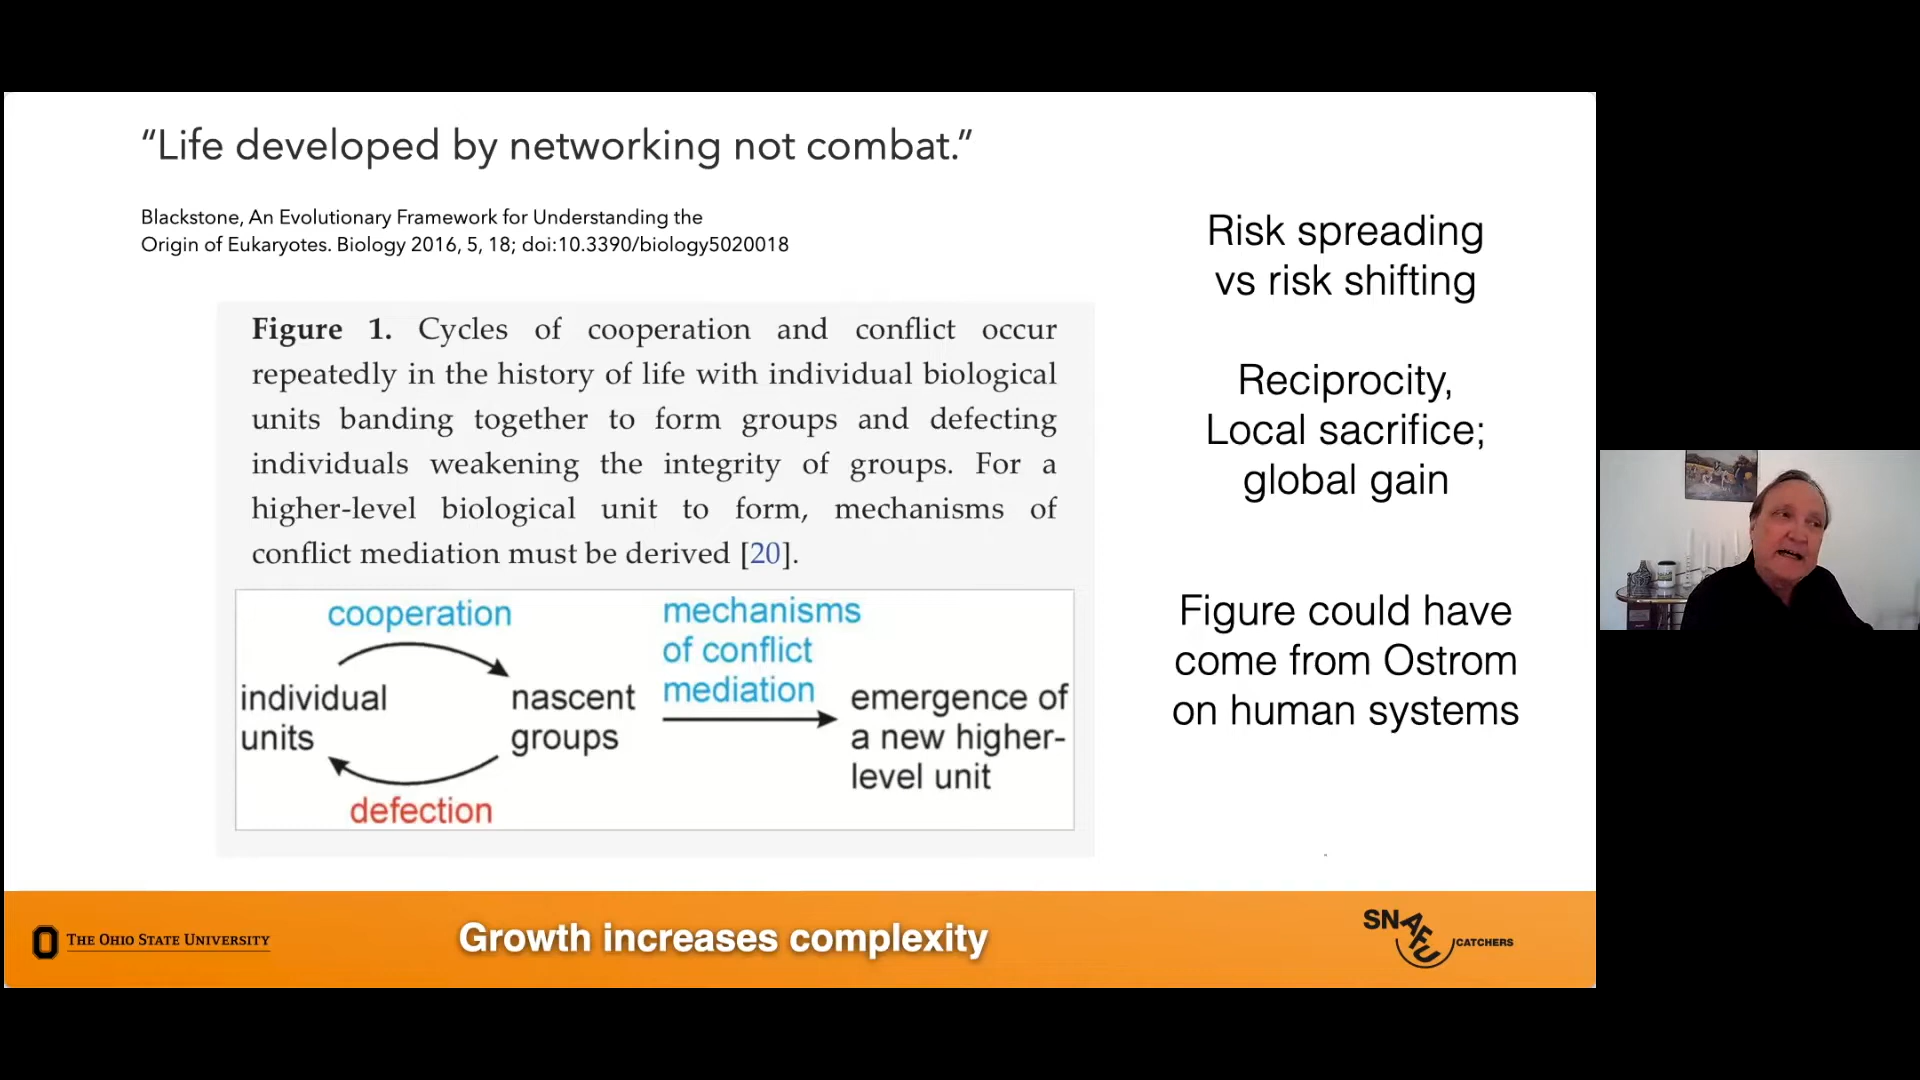 “Life developed by networking not combat.”
Blackstone, An Evolutionary Framework for Understanding the
Origin of Eukaryotes. Biology 2016, 5, 18; doi:10.3390/biology5020018
Figure 1. Cycles of cooperation and conflict occur
repeatedly in the history of life with individual biological
units banding together to form groups and defecting
individuals weakening the integrity of groups. For a
higher-level biological unit to form, mechanisms of
conflict mediation must be derived [20].
cooperation
individual
units
nascent
groups
defection
mechanisms
of conflict
mediation
emergence of
a new higher-
level unit
Risk spreading
vs risk shifting
Reciprocity,
Local sacrifice;
global gain
Figure could have
come from Ostrom
on human systems
THE OHIO STATE UNIVERSITY
Growth increases complexity
SNAFU CATCHERS